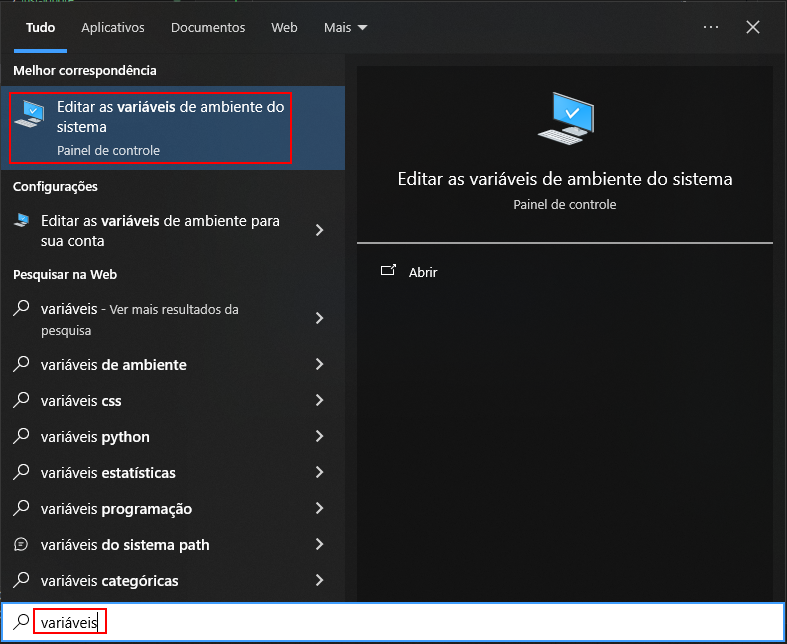 Tudo Aplicativos Documentos Web Mais
Melhor correspondência
Editar as variáveis de ambiente do
sistema
Painel de controle
Configurações
Editar as variáveis de ambiente para
sua conta
Pesquisar na Web
variáveis - Ver mais resultados da
pesquisa
variáveis de ambiente
variáveis css
variáveis python
variáveis estatísticas
variáveis programação
variáveis do sistema path
variáveis categóricas
variáveis
Editar as variáveis de ambiente do sistema
Painel de controle
Abrir